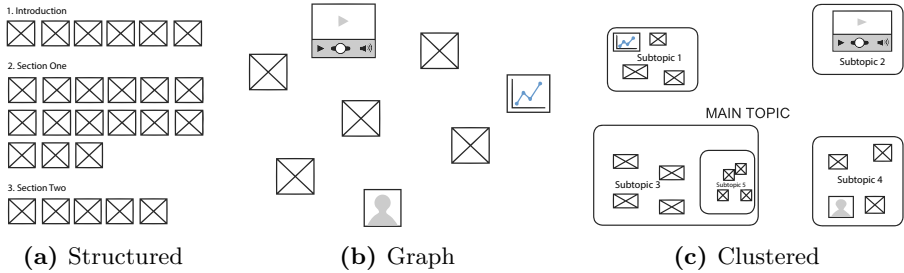 1. Introduction
2. Section One
3. Section Two
(a) Structured
(b) Graph
Subtopic 1
Subtopic 2
MAIN TOPIC
Subtopic 3
Subtopic 5
Subtopic 4
(c) Clustered